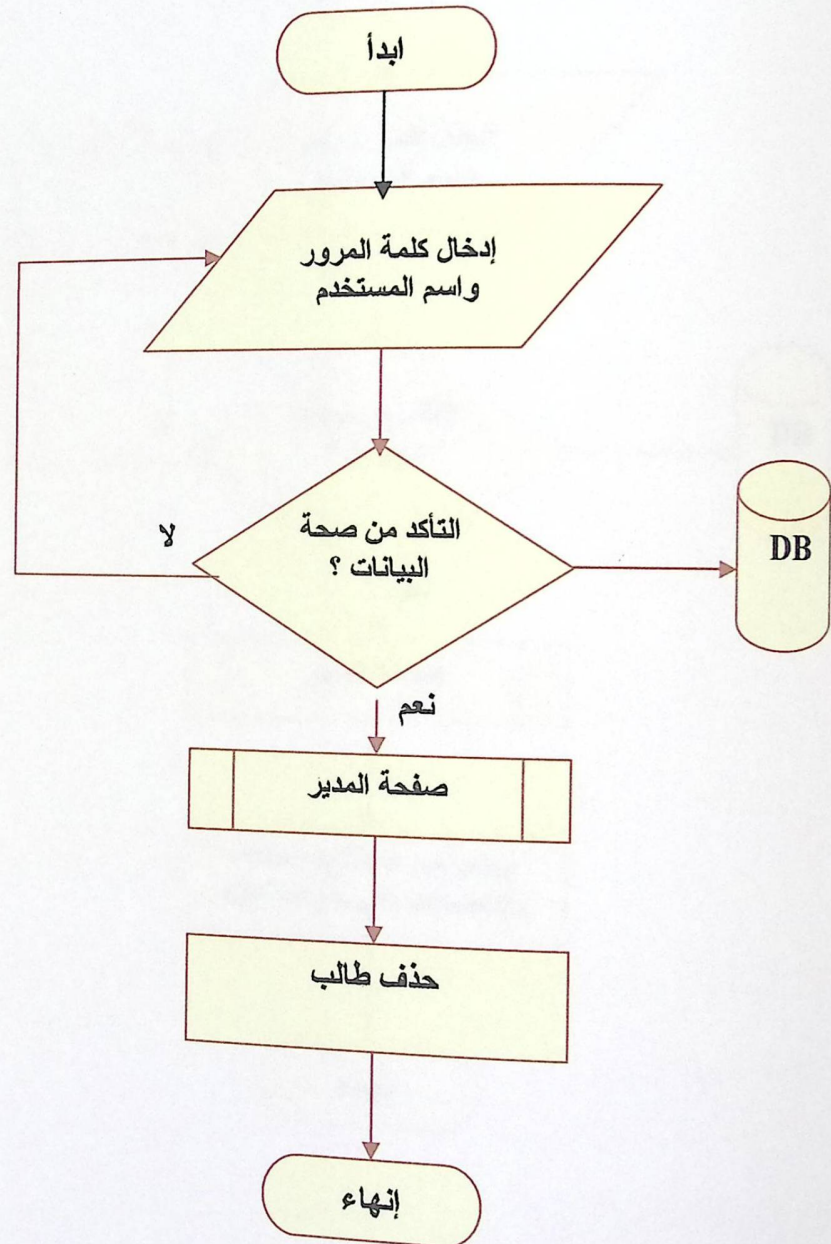 ابدأ
إدخال كلمة المرور
واسم المستخدم
التأكد من صحة
البيانات ؟
لا
DB
نعم
صفحة المدير
حذف طالب
إنهاء